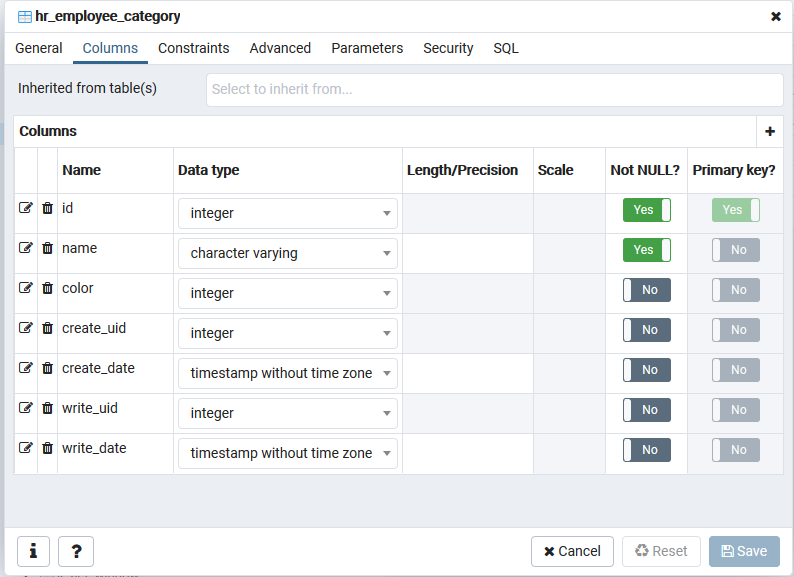 hr_employee_category
General Columns Constraints Advanced Parameters Security SQL
Inherited from table(s) Select to inherit from...
Columns
Name Data type Length/Precision Scale Not NULL? Primary key?
id integer Yes Yes
name character varying Yes No
color integer No No
create_uid integer No No
create_date timestamp without time zone No No
write_uid integer No No
write_date timestamp without time zone No No
Cancel Reset Save